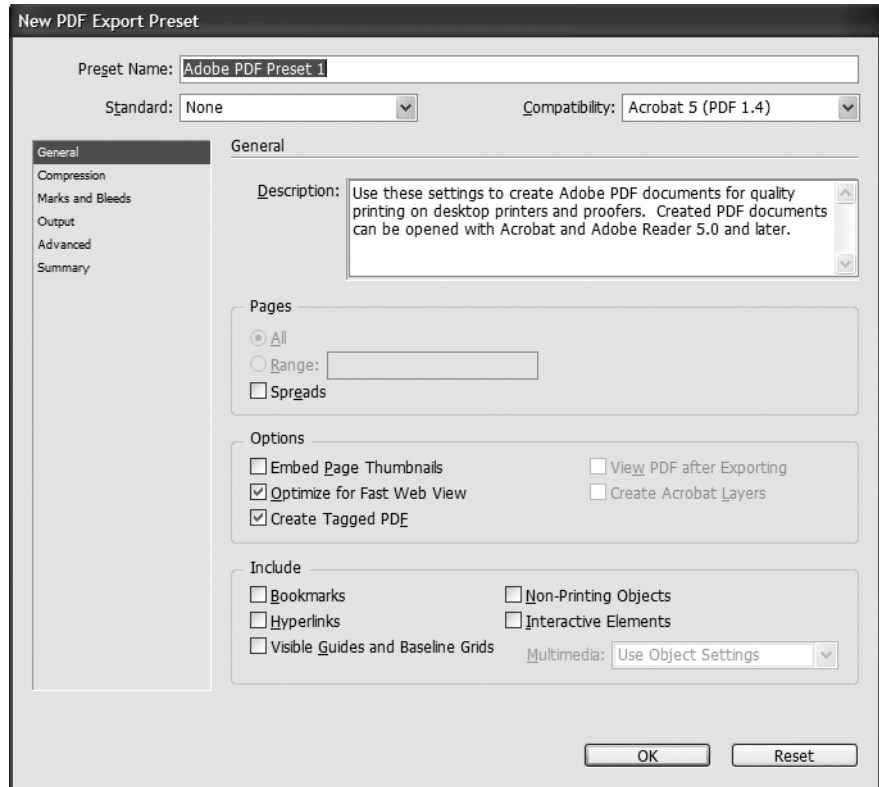 New PDF Export Preset
Preset Name: Adobe PDF Preset 1
Standard: None
Compatibility: Acrobat 5 (PDF 1.4)
General
Compression
Marks and Bleeds
Output
Advanced
Summary
General
Description: Use these settings to create Adobe PDF documents for quality
printing on desktop printers and proofers. Created PDF documents
can be opened with Acrobat and Adobe Reader 5.0 and later.
Pages
All
Range:
Spreads
Options
Embed Page Thumbnails
Optimize for Fast Web View
Create Tagged PDF
View PDF after Exporting
Create Acrobat Layers
Include
Bookmarks
Hyperlinks
Visible Guides and Baseline Grids
Non-Printing Objects
Interactive Elements
Multimedia: Use Object Settings
OK
Reset